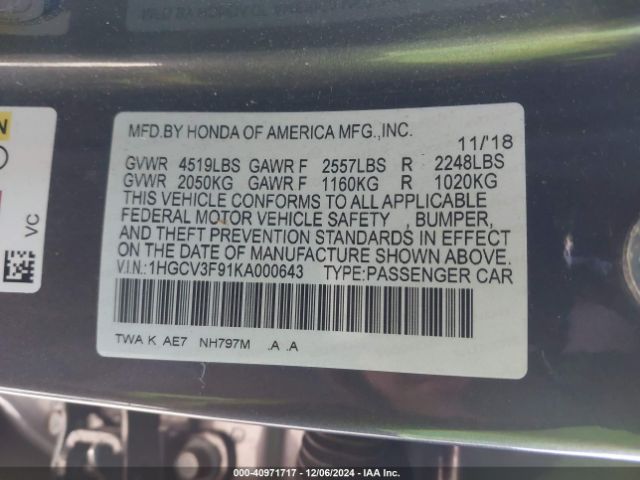 MFD.BY HONDA OF AMERICA MFG.,INC.
11/'18
GVWR 4519LBS GAWR F 2557LBS R 2248LBS
GVWR 2050KG GAWR F 1160KG R 1020KG
THIS VEHICLE CONFORMS TO ALL APPLICABLE
FEDERAL MOTOR VEHICLE SAFETY , BUMPER,
AND THEFT PREVENTION STANDARDS IN EFFECT
ON THE DATE OF MANUFACTURE SHOWN ABOVE.
V.I.N.:1HGCV3F91KA000643 TYPE:PASSENGER CAR
TWA K AE7 NH797M .A .A
VC
000-40971717 - 12/06/2024 - IAA Inc.